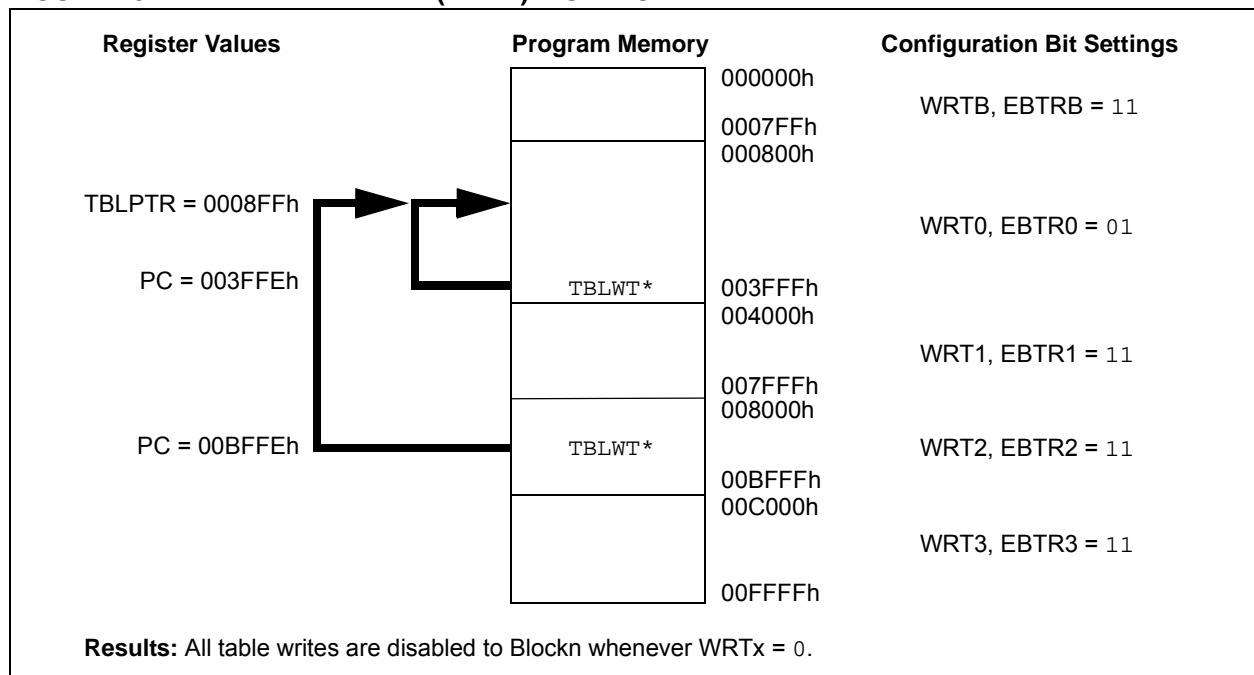 Register Values Program Memory Configuration Bit Settings
000000h
WRTB, EBTRB = 11
0007FFh
000800h
TBLPTR = 0008FFh
WRT0, EBTR0 = 01
PC = 003FFEh TBLWT* 003FFFh
004000h
WRT1, EBTR1 = 11
007FFFh
008000h
PC = 00BFFEh TBLWT* WRT2, EBTR2 = 11
00BFFFh
00C000h
WRT3, EBTR3 = 11
00FFFFh
Results: All table writes are disabled to Blockn whenever WRTx = 0.